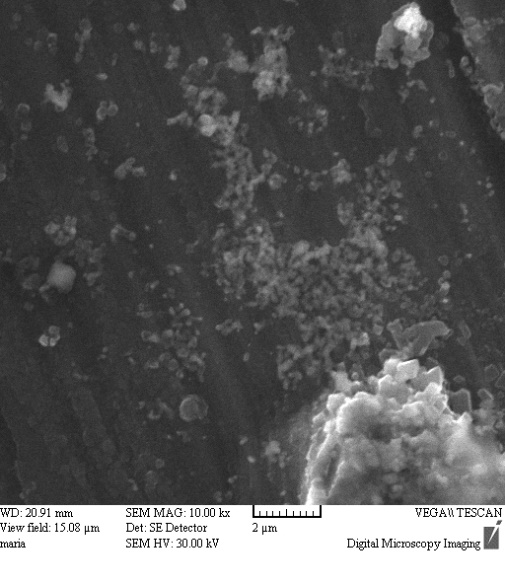 WD: 20.91 mm SEM MAG: 10.00 kx VEGA\\ TESCAN
View field: 15.08 µm Det: SE Detector 2 µm
maria SEM HV: 30.00 kV Digital Microscopy Imaging